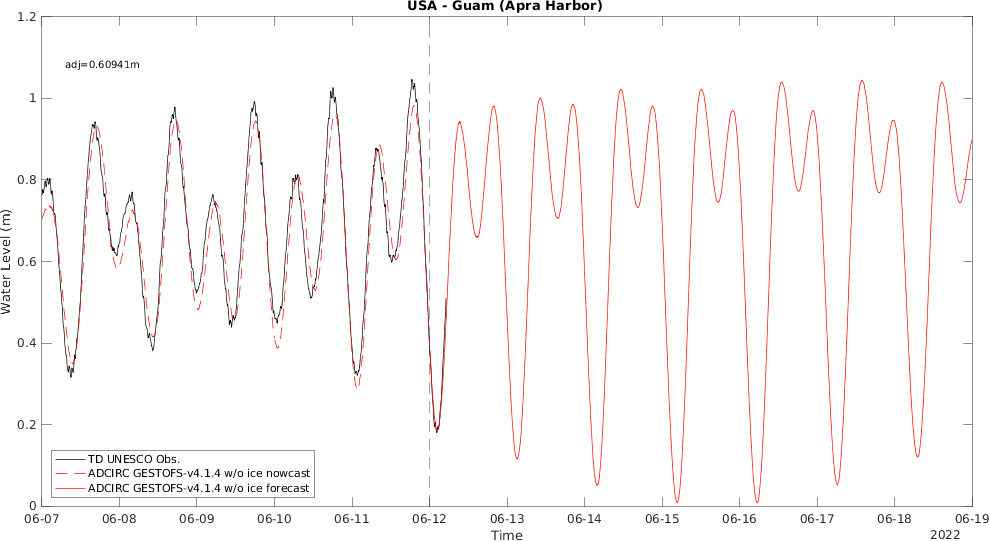 USA - Guam (Apra Harbor)
adj=0.60941m
Water Level (m)
1.2
1
0.8
0.6
0.4
0.2
0
TD UNESCO Obs.
ADCIRC GESTOFS-v4.1.4 w/o ice nowcast
ADCIRC GESTOFS-v4.1.4 w/o ice forecast
06-07 06-08 06-09 06-10 06-11 06-12 06-13 06-14 06-15 06-16 06-17 06-18 06-19
Time
2022